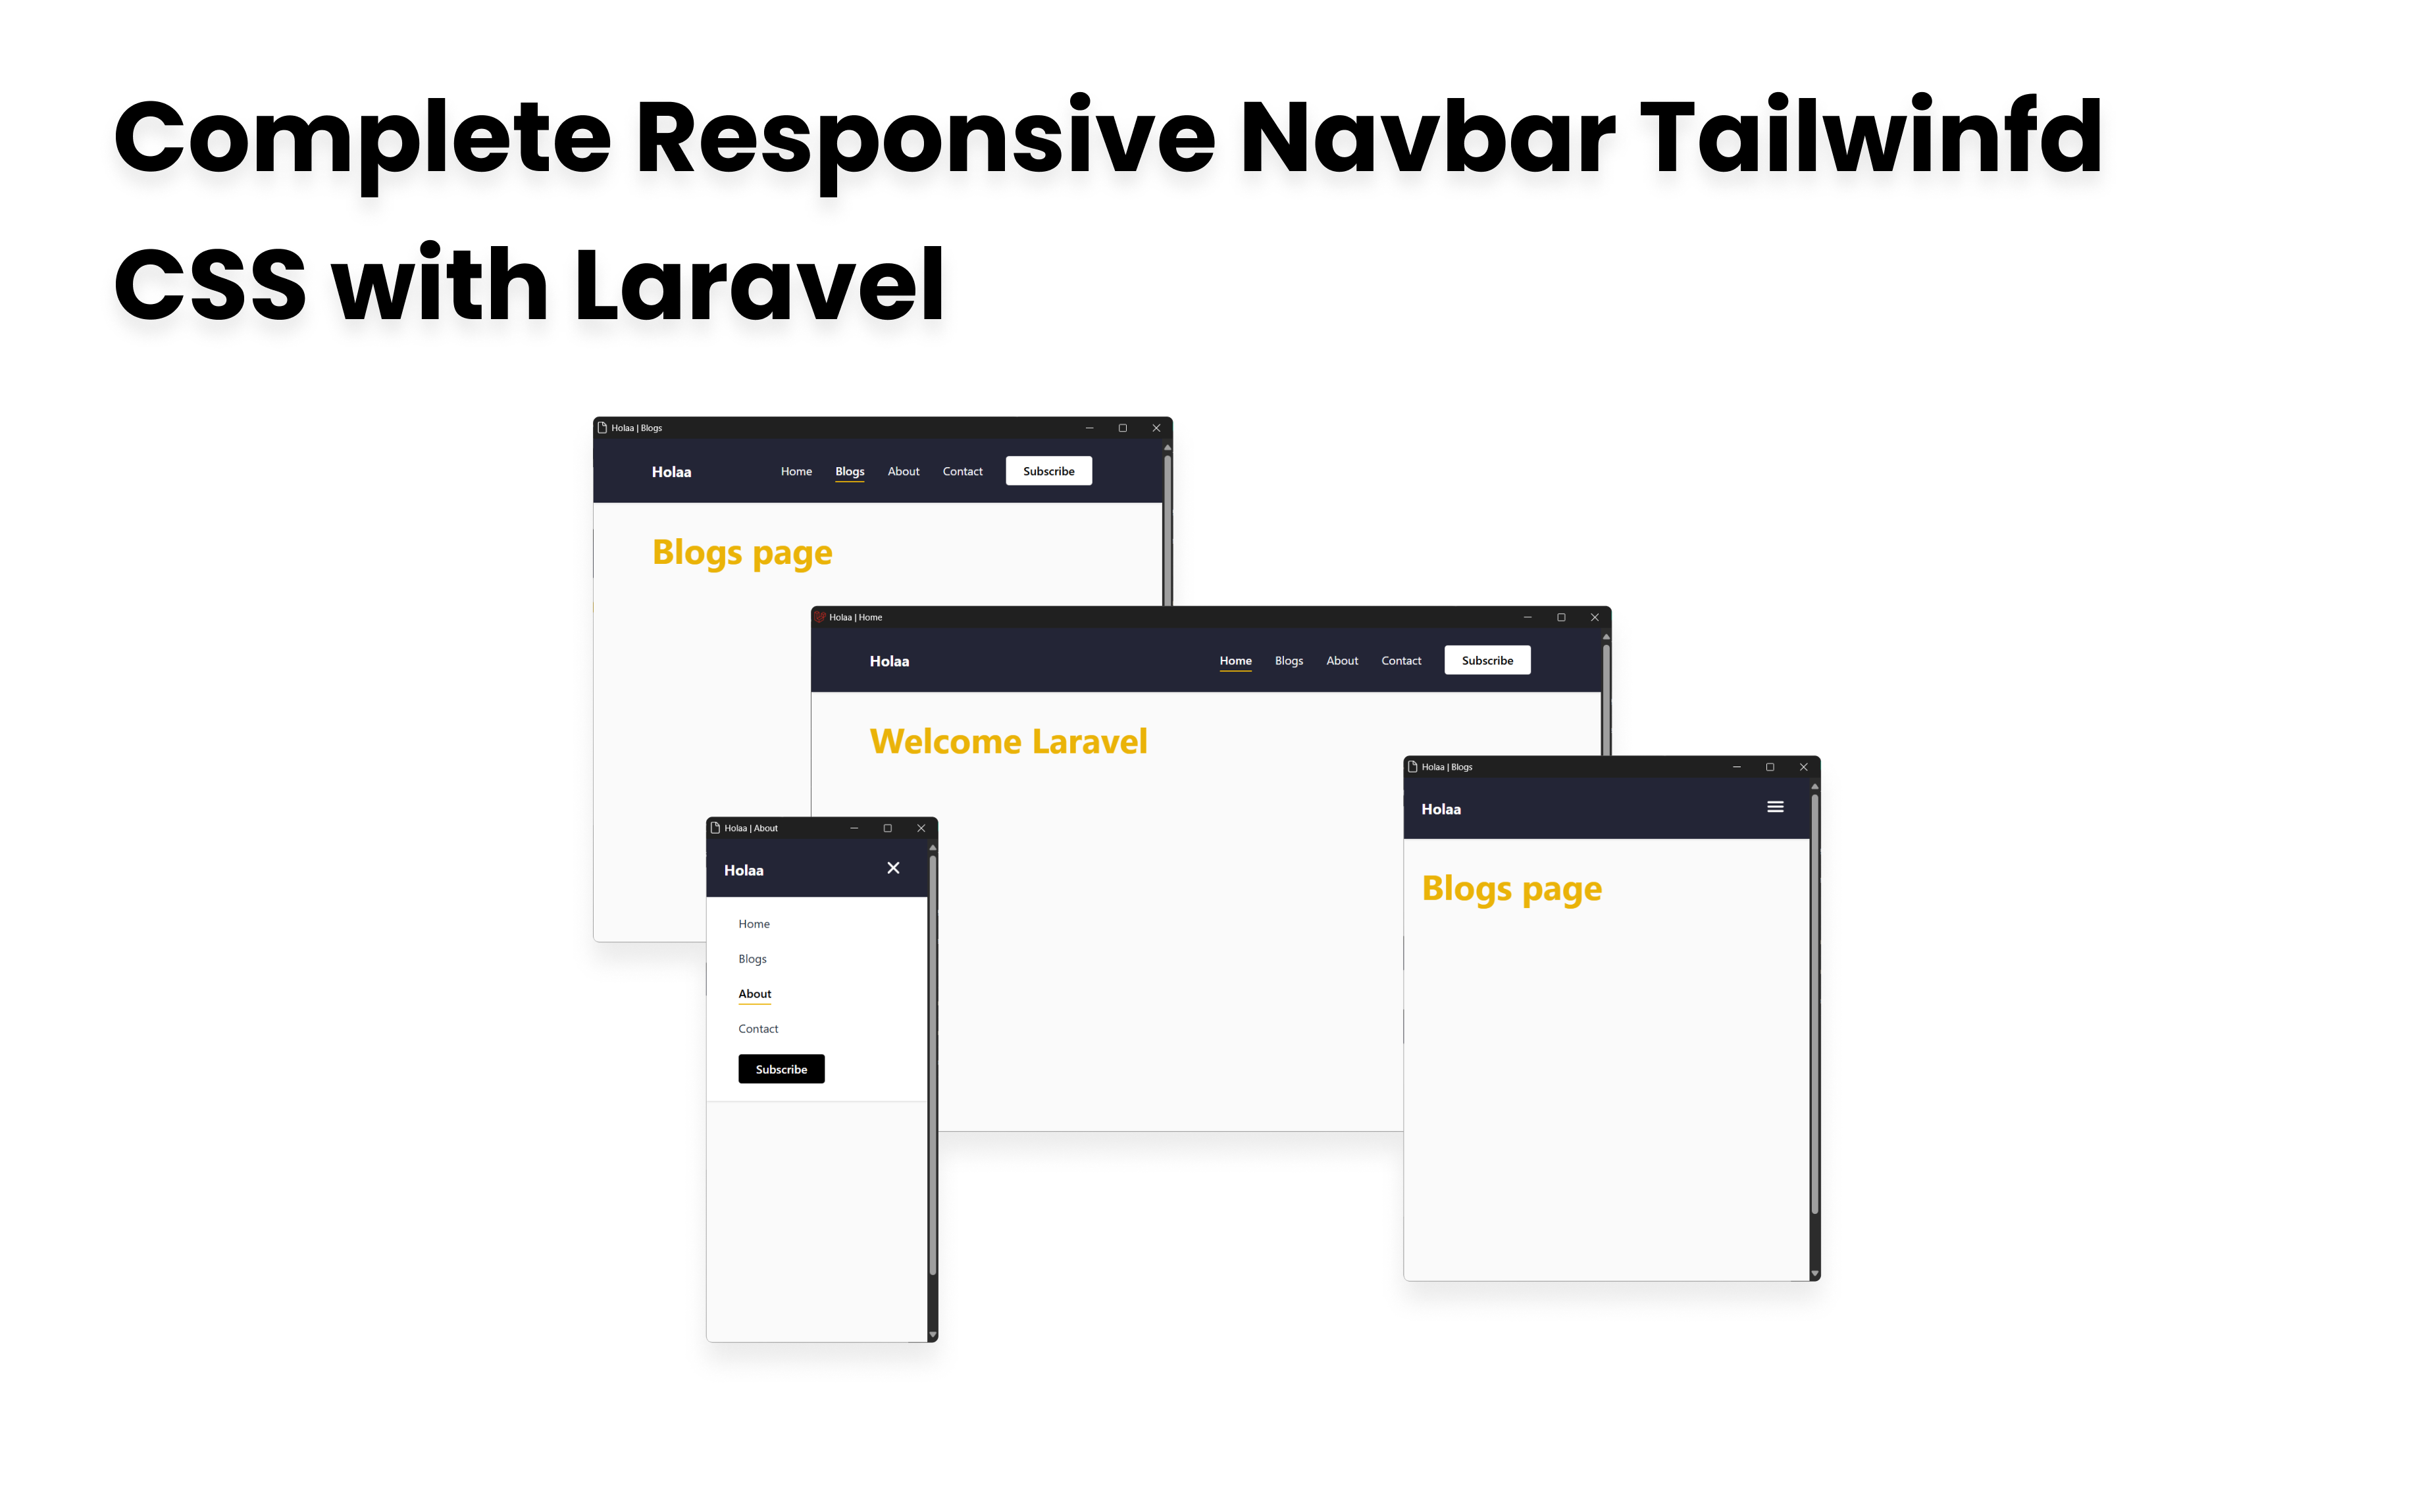 Complete Responsive Navbar Tailwinfd
CSS with Laravel
Holaa | Blogs
Holaa Home Blogs About Contact Subscribe
Blogs page
Holaa | Home
Holaa Home Blogs About Contact Subscribe
Welcome Laravel
Holaa | Blogs
Holaa
Blogs page
Holaa | About
Holaa
Home
Blogs
About
Contact
Subscribe